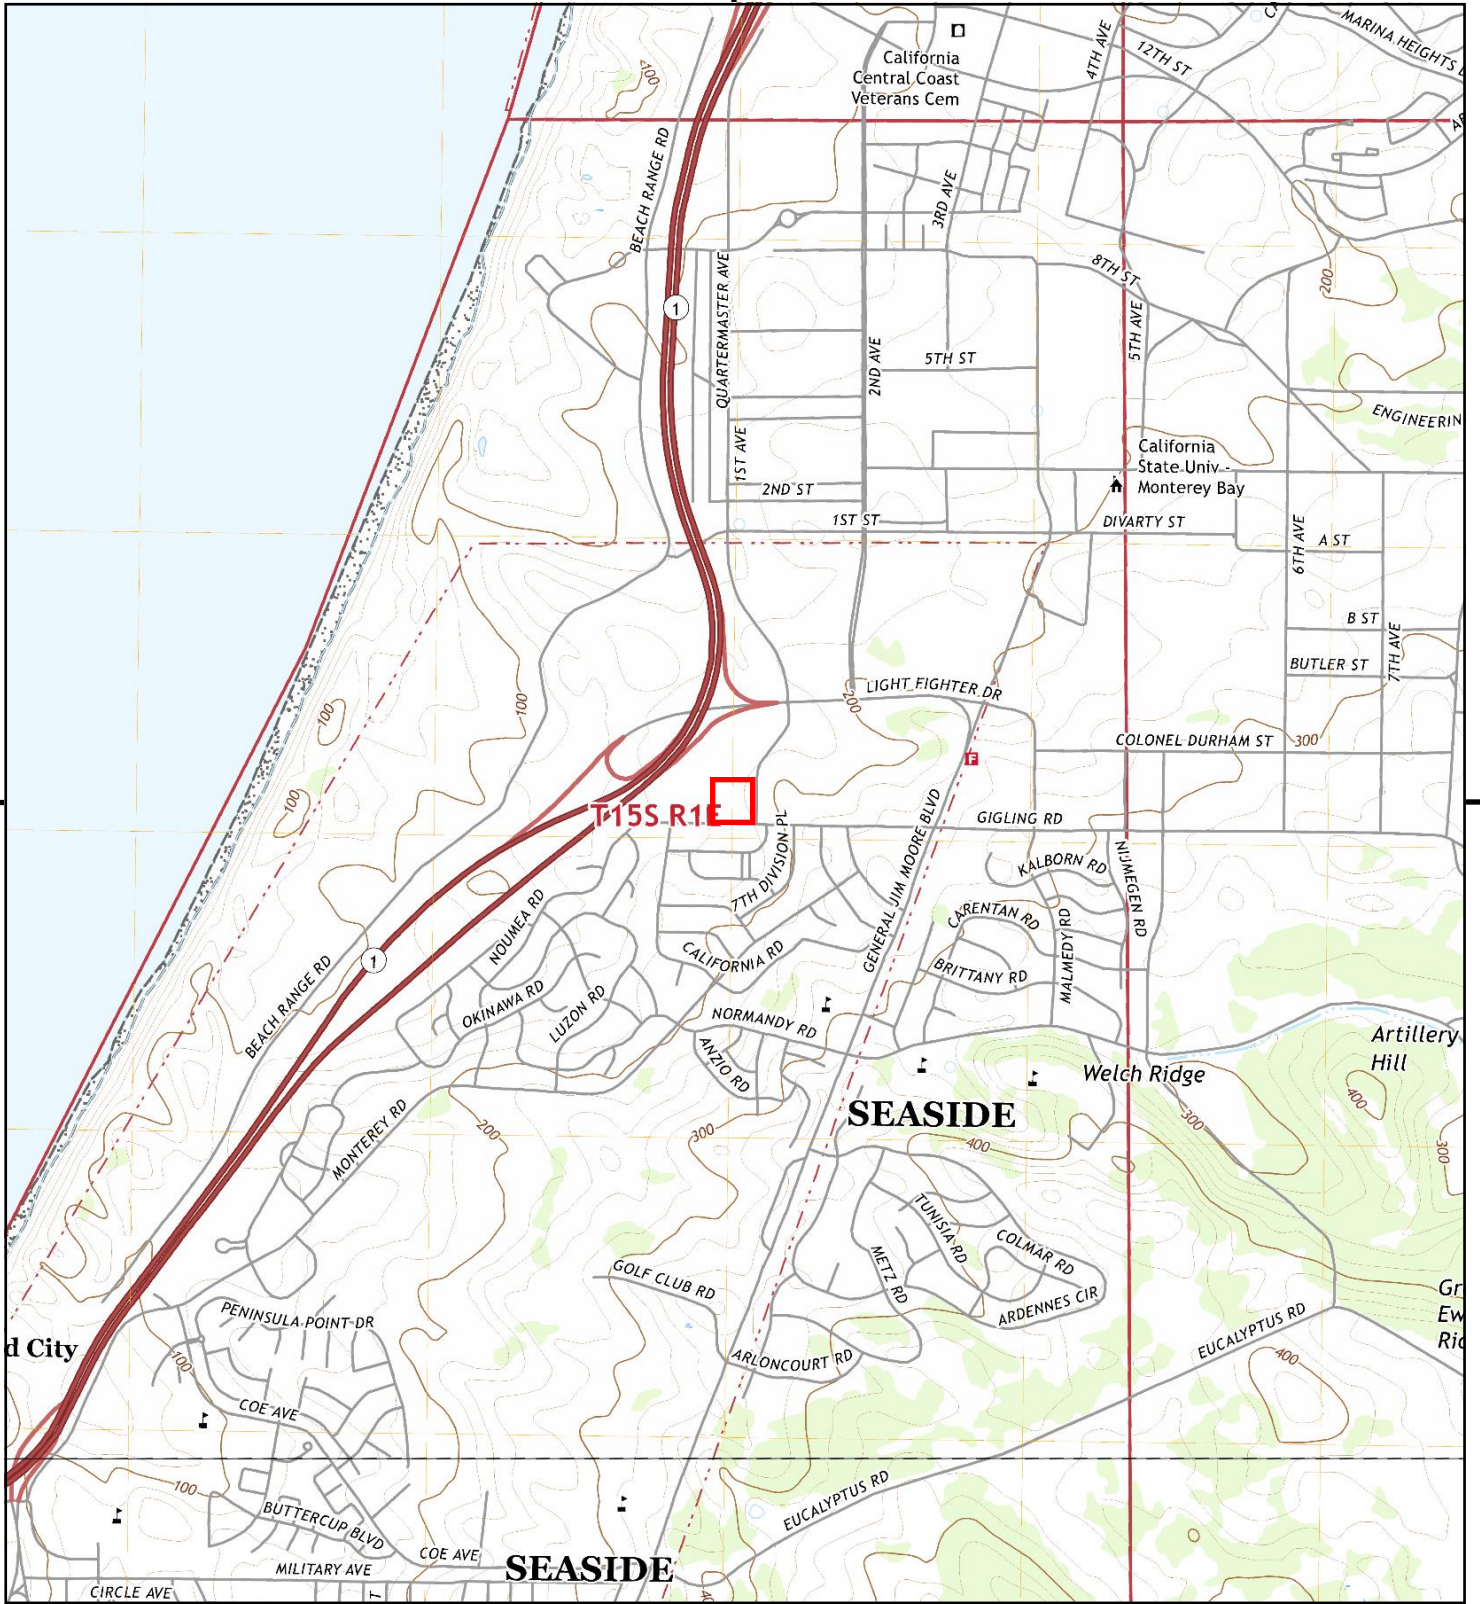 MARINA HEIGHTS
4TH AVE
12TH ST
California
Central Coast
Veterans Cem
100
BEACH RANGE RD
3RD AVE
8TH ST
200
1
QUARTERMASTER AVE
5TH AVE
2ND AVE
5TH ST
ENGINEERIN
1ST AVE
California
State Univ -
Monterey Bay
2ND ST
1ST ST
DIVARTY ST
6TH AVE
A ST
B ST
7TH AVE
BUTLER ST
LIGHT FIGHTER DR
200
100
100
COLONEL DURHAM ST
300
F
100
T15S R1E
GIGLING RD
7TH DIVISION PL
GENERAL JIM MOORE BLVD
KALBORN RD
NIJMEGEN RD
NOUMEA RD
CARENTAN RD
MALMEDY RD
CALIFORNIA RD
1
BEACH RANGE RD
BRITTANY RD
OKINAWA RD
LUZON RD
NORMANDY RD
ANZIO RD
Artillery
Hill
Welch Ridge
SEASIDE
400
300
300
MONTEREY RD
200
300
400
TUNISIA RD
COLMAR RD
METZ RD
GOLF CLUB RD
ARDENNES CIR
Gr
Ew
Ric
EUCALYPTUS RD
PENINSULA POINT DR
d City
100
ARLONCOURT RD
400
COE AVE
100
EUCALYPTUS RD
BUTTERCUP BLVD
COE AVE
SEASIDE
MILITARY AVE
CIRCLE AVE
T